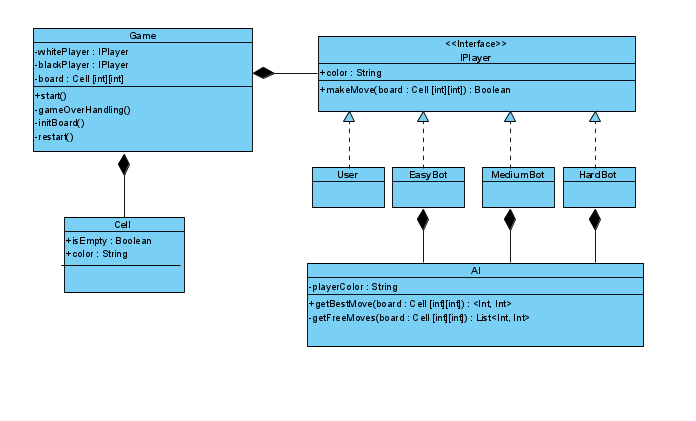 Game
-whitePlayer : IPlayer
-blackPlayer : IPlayer
-board : Cell [int][int]
+start()
-gameOverHandling()
-initBoard()
-restart()
<<Interface>>
IPlayer
+color : String
+makeMove(board : Cell [int][int]) : Boolean
User
EasyBot
MediumBot
HardBot
Cell
+isEmpty : Boolean
+color : String
AI
-playerColor : String
+getBestMove(board : Cell [int][int]) : <Int, Int>
-getFreeMoves(board : Cell [int][int]) : List<Int, Int>